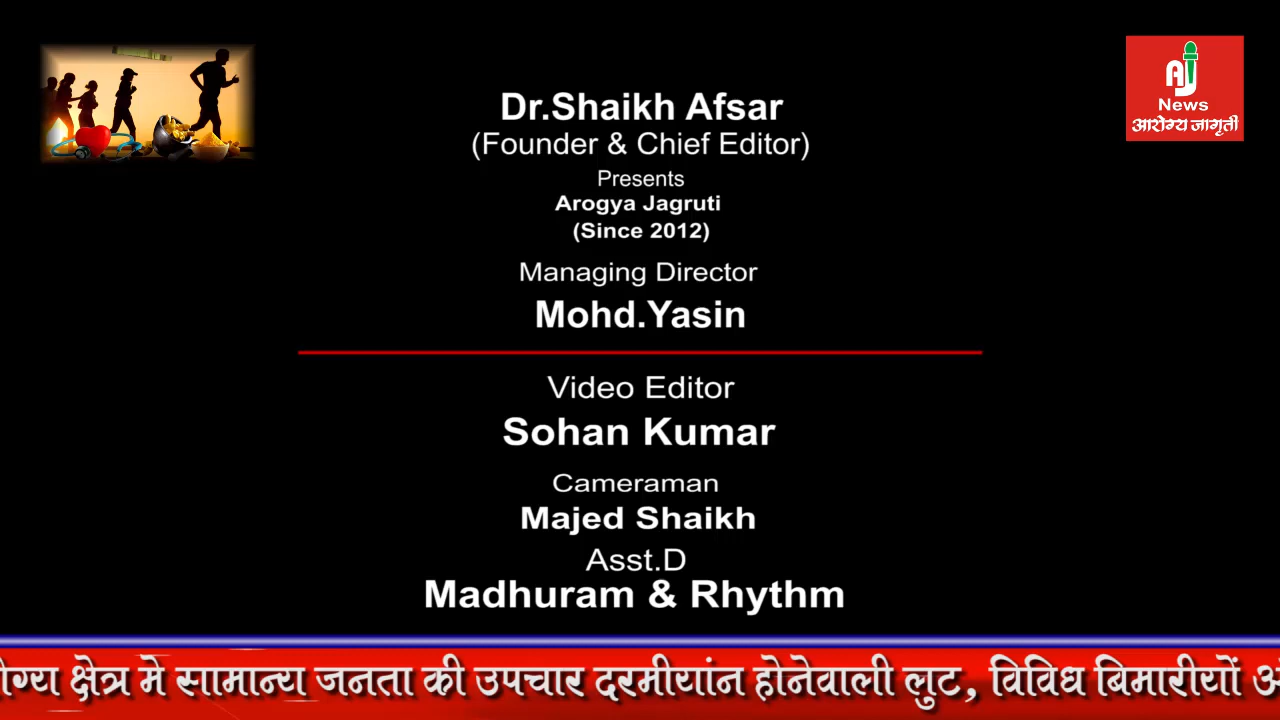 Dr.Shaikh Afsar
(Founder & Chief Editor)
Presents
Arogya Jagruti
(Since 2012)
Managing Director
Mohd.Yasin
Video Editor
Sohan Kumar
Cameraman
Majed Shaikh
Asst.D
Madhuram & Rhythm
AJ
News
आरोग्य जागृती
क्षेत्र मे सामान्य जनता की उपचार दरमीयांन होनेवाली लुट, विविध बिमारीयों